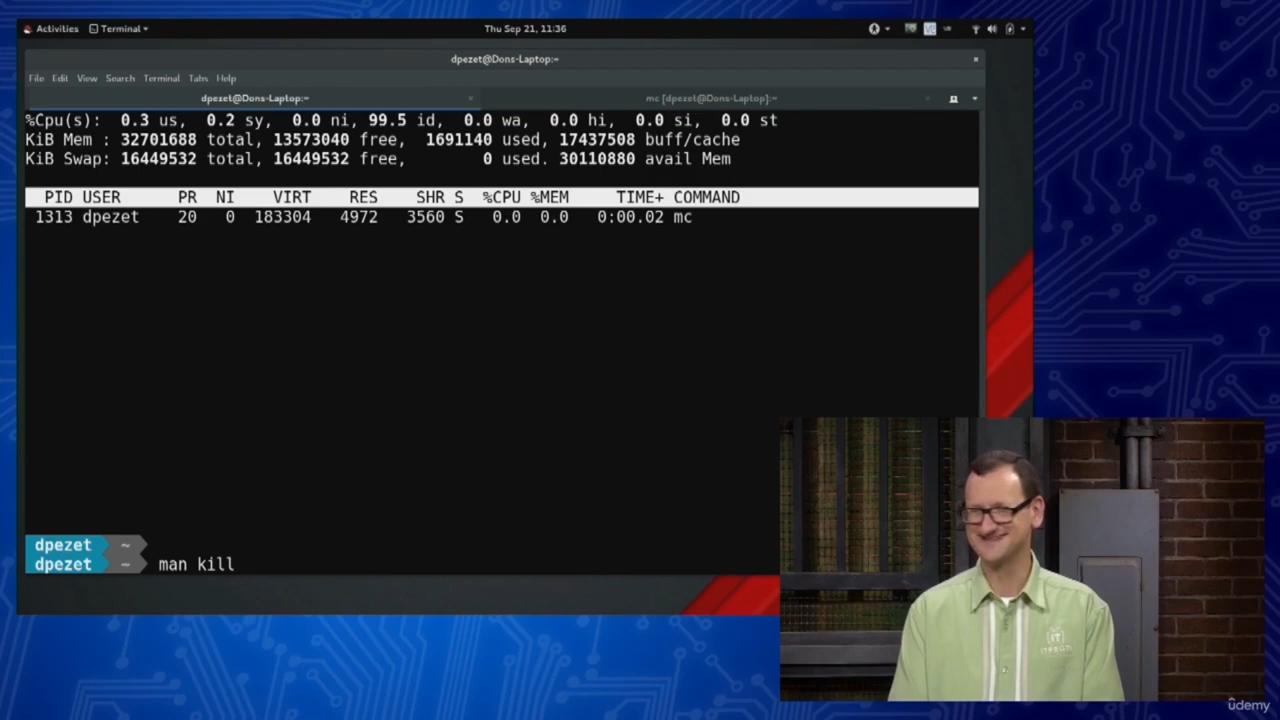 Activities Terminal Thu Sep 21, 11:36
dpezet@Dons-Laptop:~
File Edit View Search Terminal Tabs Help
dpezet@Dons-Laptop:~ mc [dpezet@Dons-Laptop]:~
%Cpu(s):  0.3 us,  0.2 sy,  0.0 ni, 99.5 id,  0.0 wa,  0.0 hi,  0.0 si,  0.0 st
KiB Mem : 32701688 total, 13573040 free,  1691140 used, 17437508 buff/cache
KiB Swap: 16449532 total, 16449532 free,        0 used. 30110880 avail Mem
PID USER PR NI VIRT RES SHR S %CPU %MEM TIME+ COMMAND
1313 dpezet 20 0 183304 4972 3560 S 0.0 0.0 0:00.02 mc
dpezet ~
dpezet ~ man kill
IT
ITPROTV
udemy